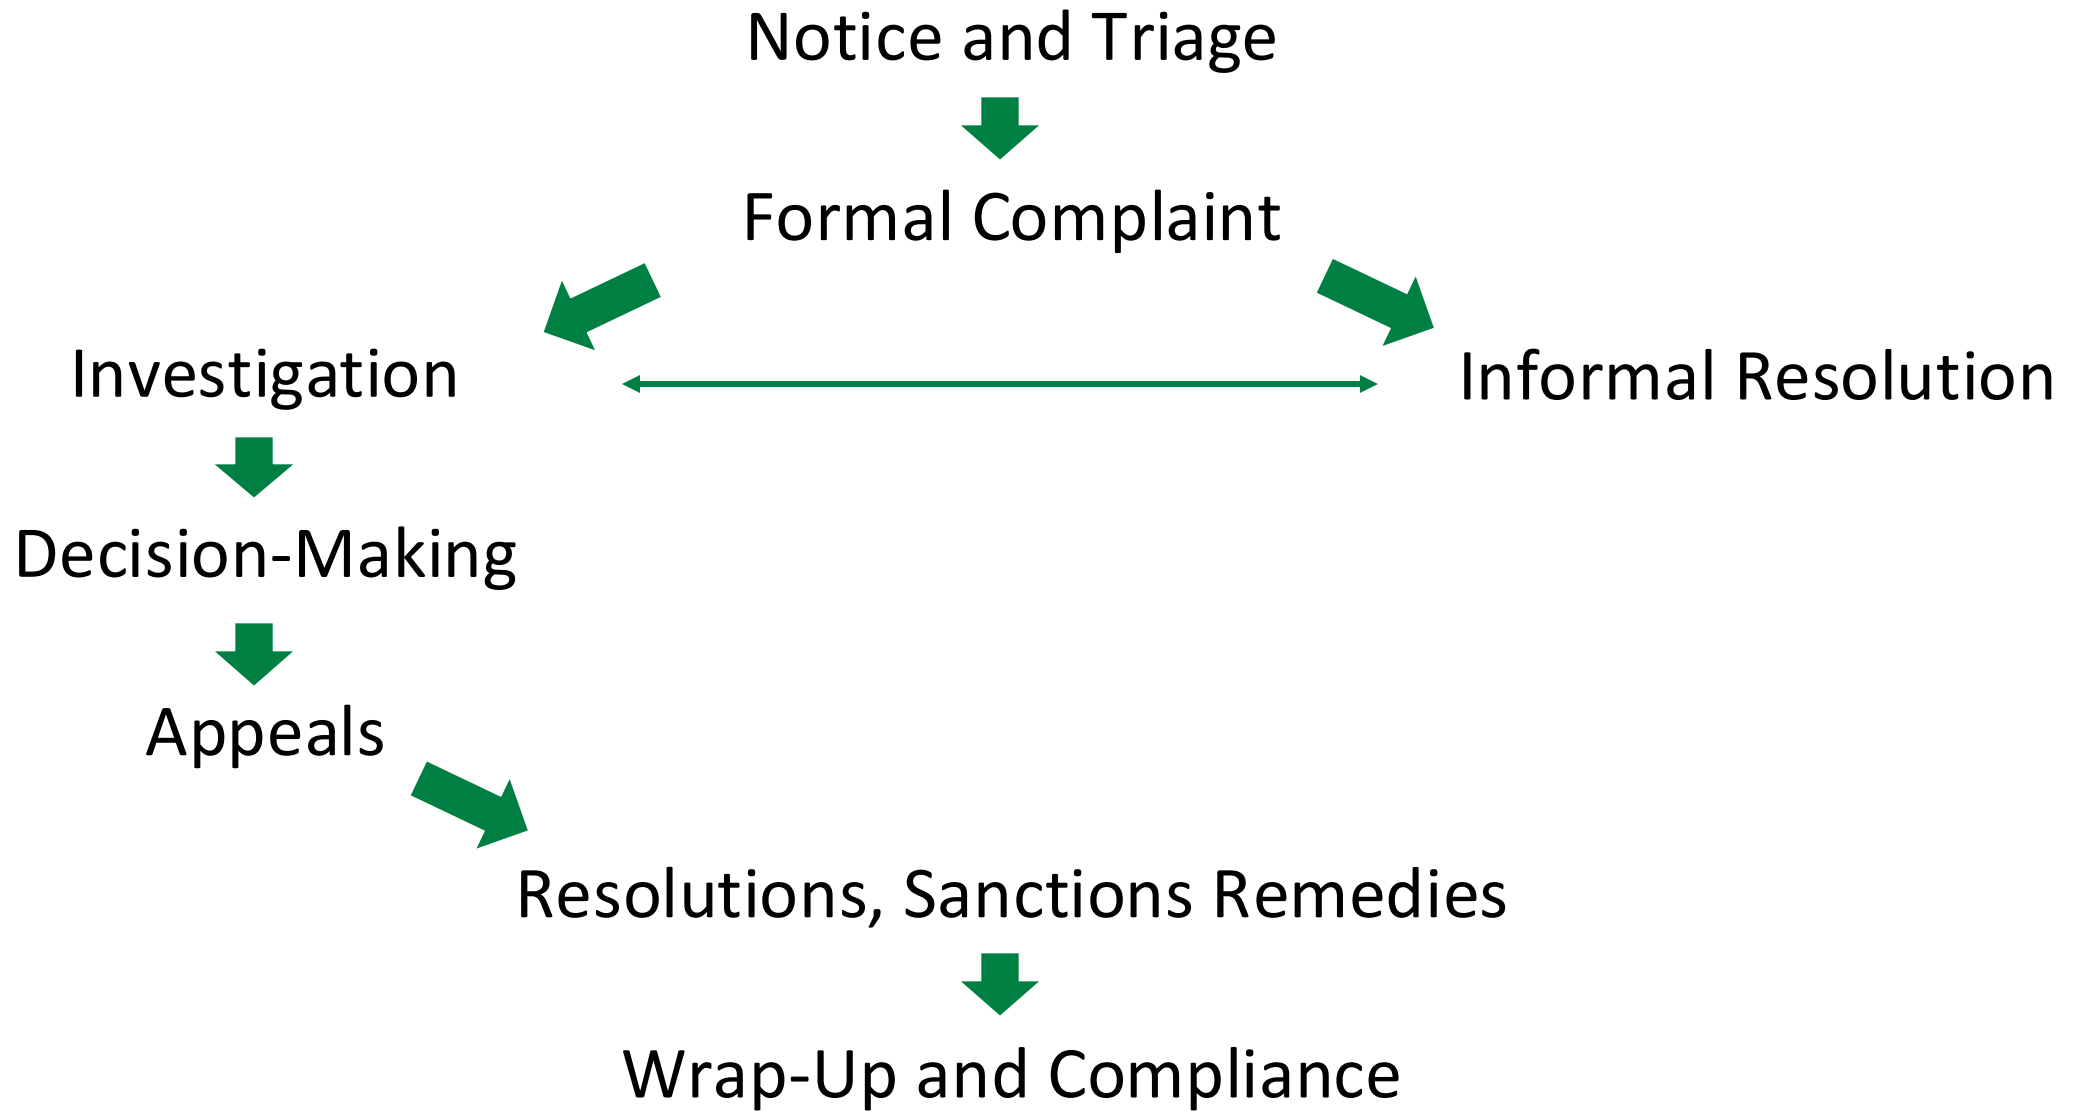 Notice and Triage
Formal Complaint
Investigation
Informal Resolution
Decision-Making
Appeals
Resolutions, Sanctions Remedies
Wrap-Up and Compliance